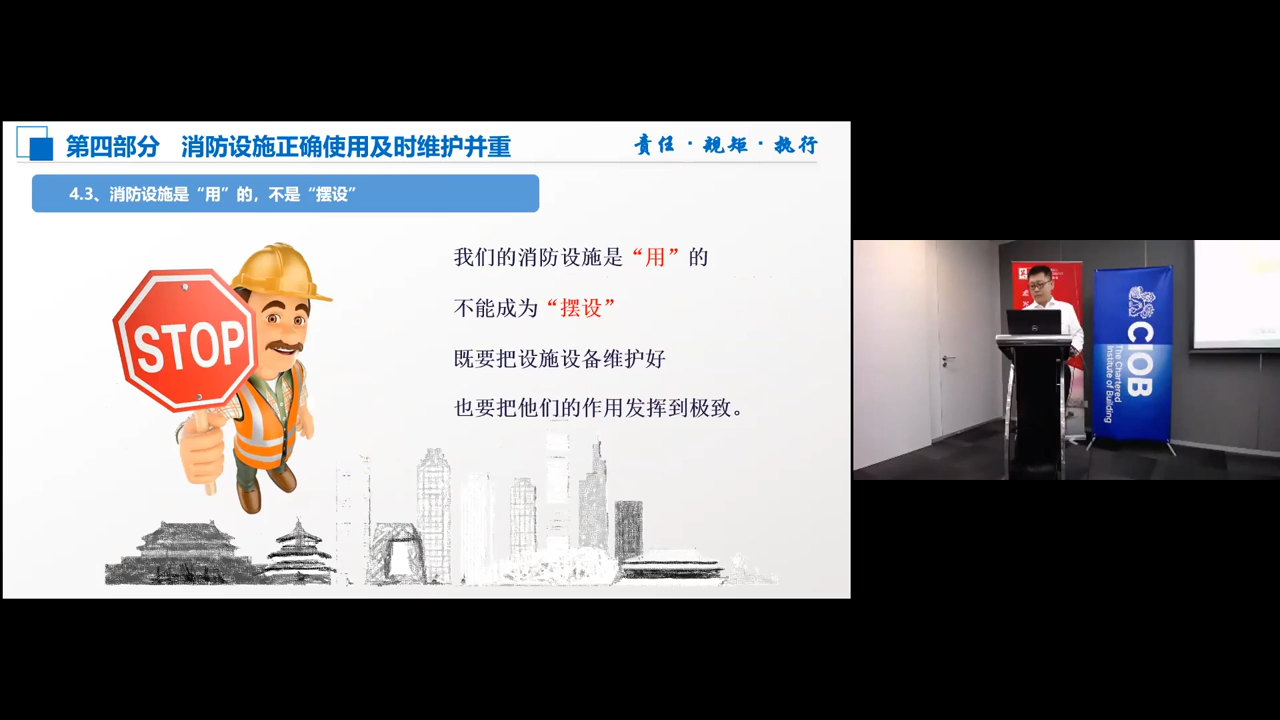 第四部分 消防设施正确使用及时维护并重
责任·规矩·执行
4.3、消防设施是“用”的，不是“摆设”
我们的消防设施是“用”的
不能成为“摆设”
既要把设施设备维护好
也要把他们的作用发挥到极致。
STOP
CIOB
The Chartered
Institute of Building